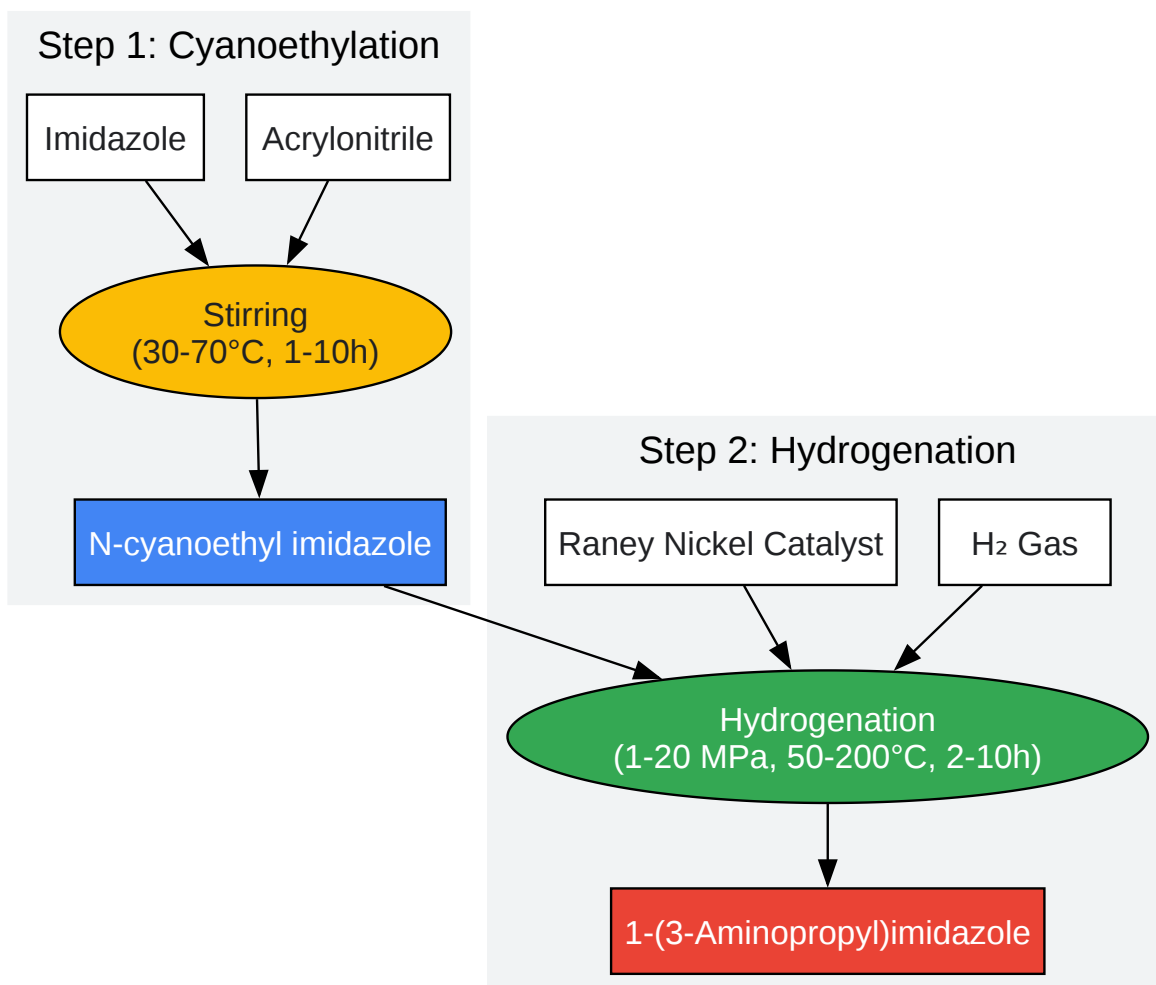 Step 1: Cyanoethylation
Imidazole
Acrylonitrile
Stirring
(30-70°C, 1-10h)
N-cyanoethyl imidazole
Step 2: Hydrogenation
Raney Nickel Catalyst
H₂ Gas
Hydrogenation
(1-20 MPa, 50-200°C, 2-10h)
1-(3-Aminopropyl)imidazole